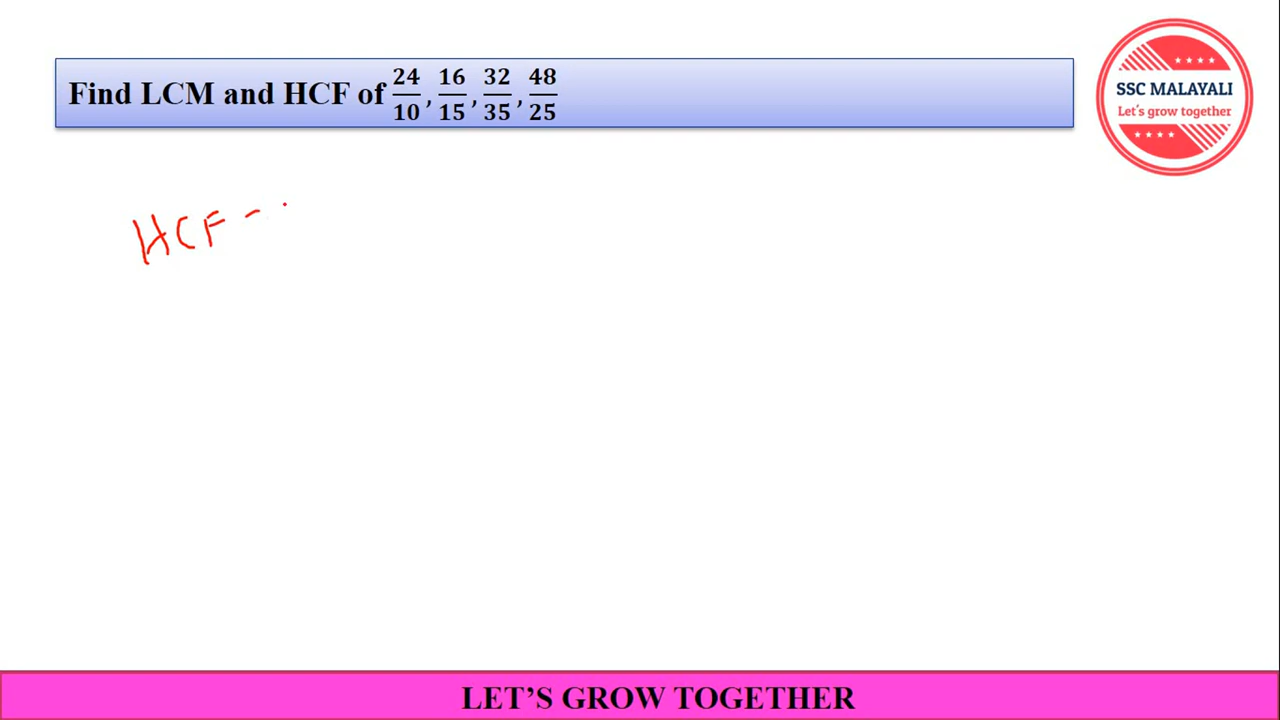 Find LCM and HCF of 24/10, 16/15, 32/35, 48/25
SSC MALAYALI
Let's grow together
HCF -
LET'S GROW TOGETHER